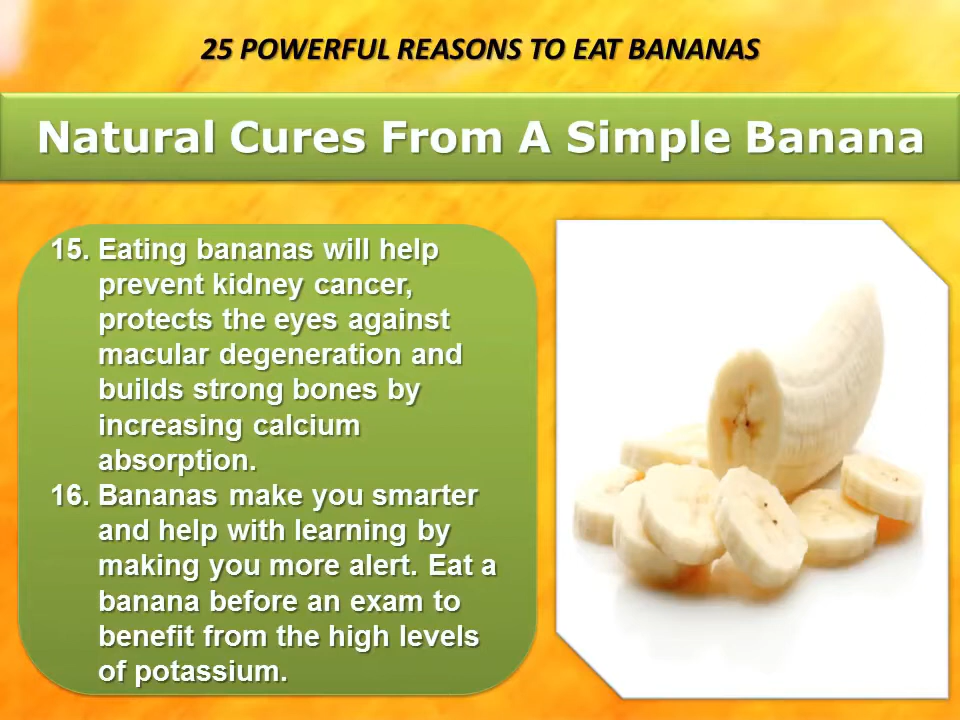 25 POWERFUL REASONS TO EAT BANANAS
Natural Cures From A Simple Banana
15. Eating bananas will help
prevent kidney cancer,
protects the eyes against
macular degeneration and
builds strong bones by
increasing calcium
absorption.
16. Bananas make you smarter
and help with learning by
making you more alert. Eat a
banana before an exam to
benefit from the high levels
of potassium.